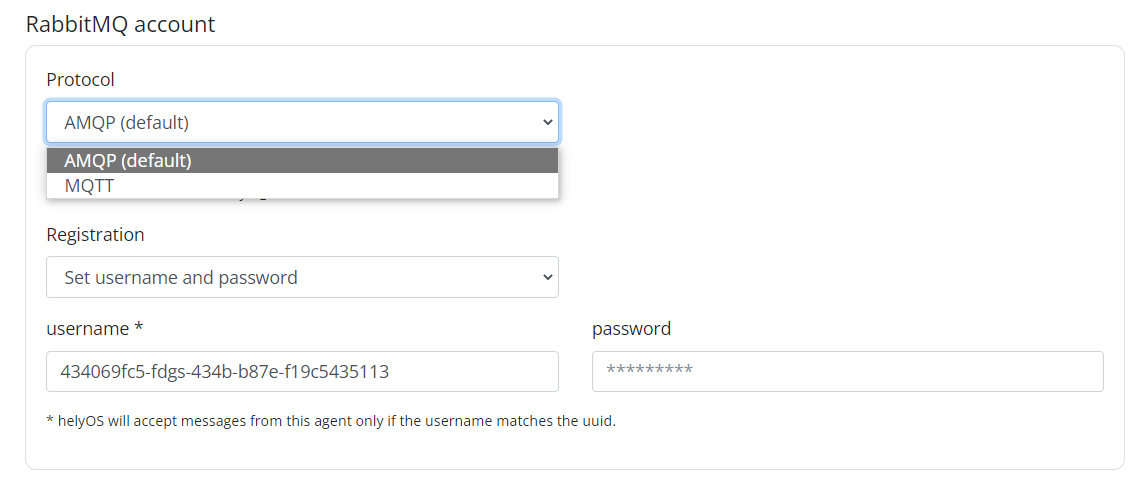 RabbitMQ account
Protocol
AMQP (default)
AMQP (default)
MQTT
Registration
Set username and password
username *
password
434069fc5-fdgs-434b-b87e-f19c5435113
*********
* helyOS will accept messages from this agent only if the username matches the uuid.